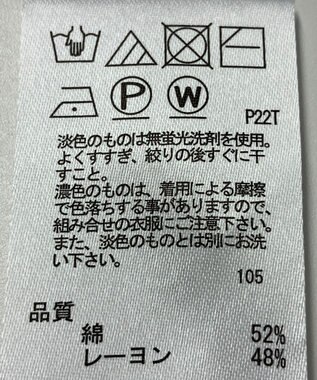 P W P22T
淡色のものは無蛍光洗剤を使用。
よくすすぎ、絞りの後すぐに干
すこと。
濃色のものは、着用による摩擦
で色落ちする事がありますので、
組み合せの衣服にご注意下さい。
また、淡色のものとは別にお洗
い下さい。
105
品質
綿 52%
レーヨン 48%